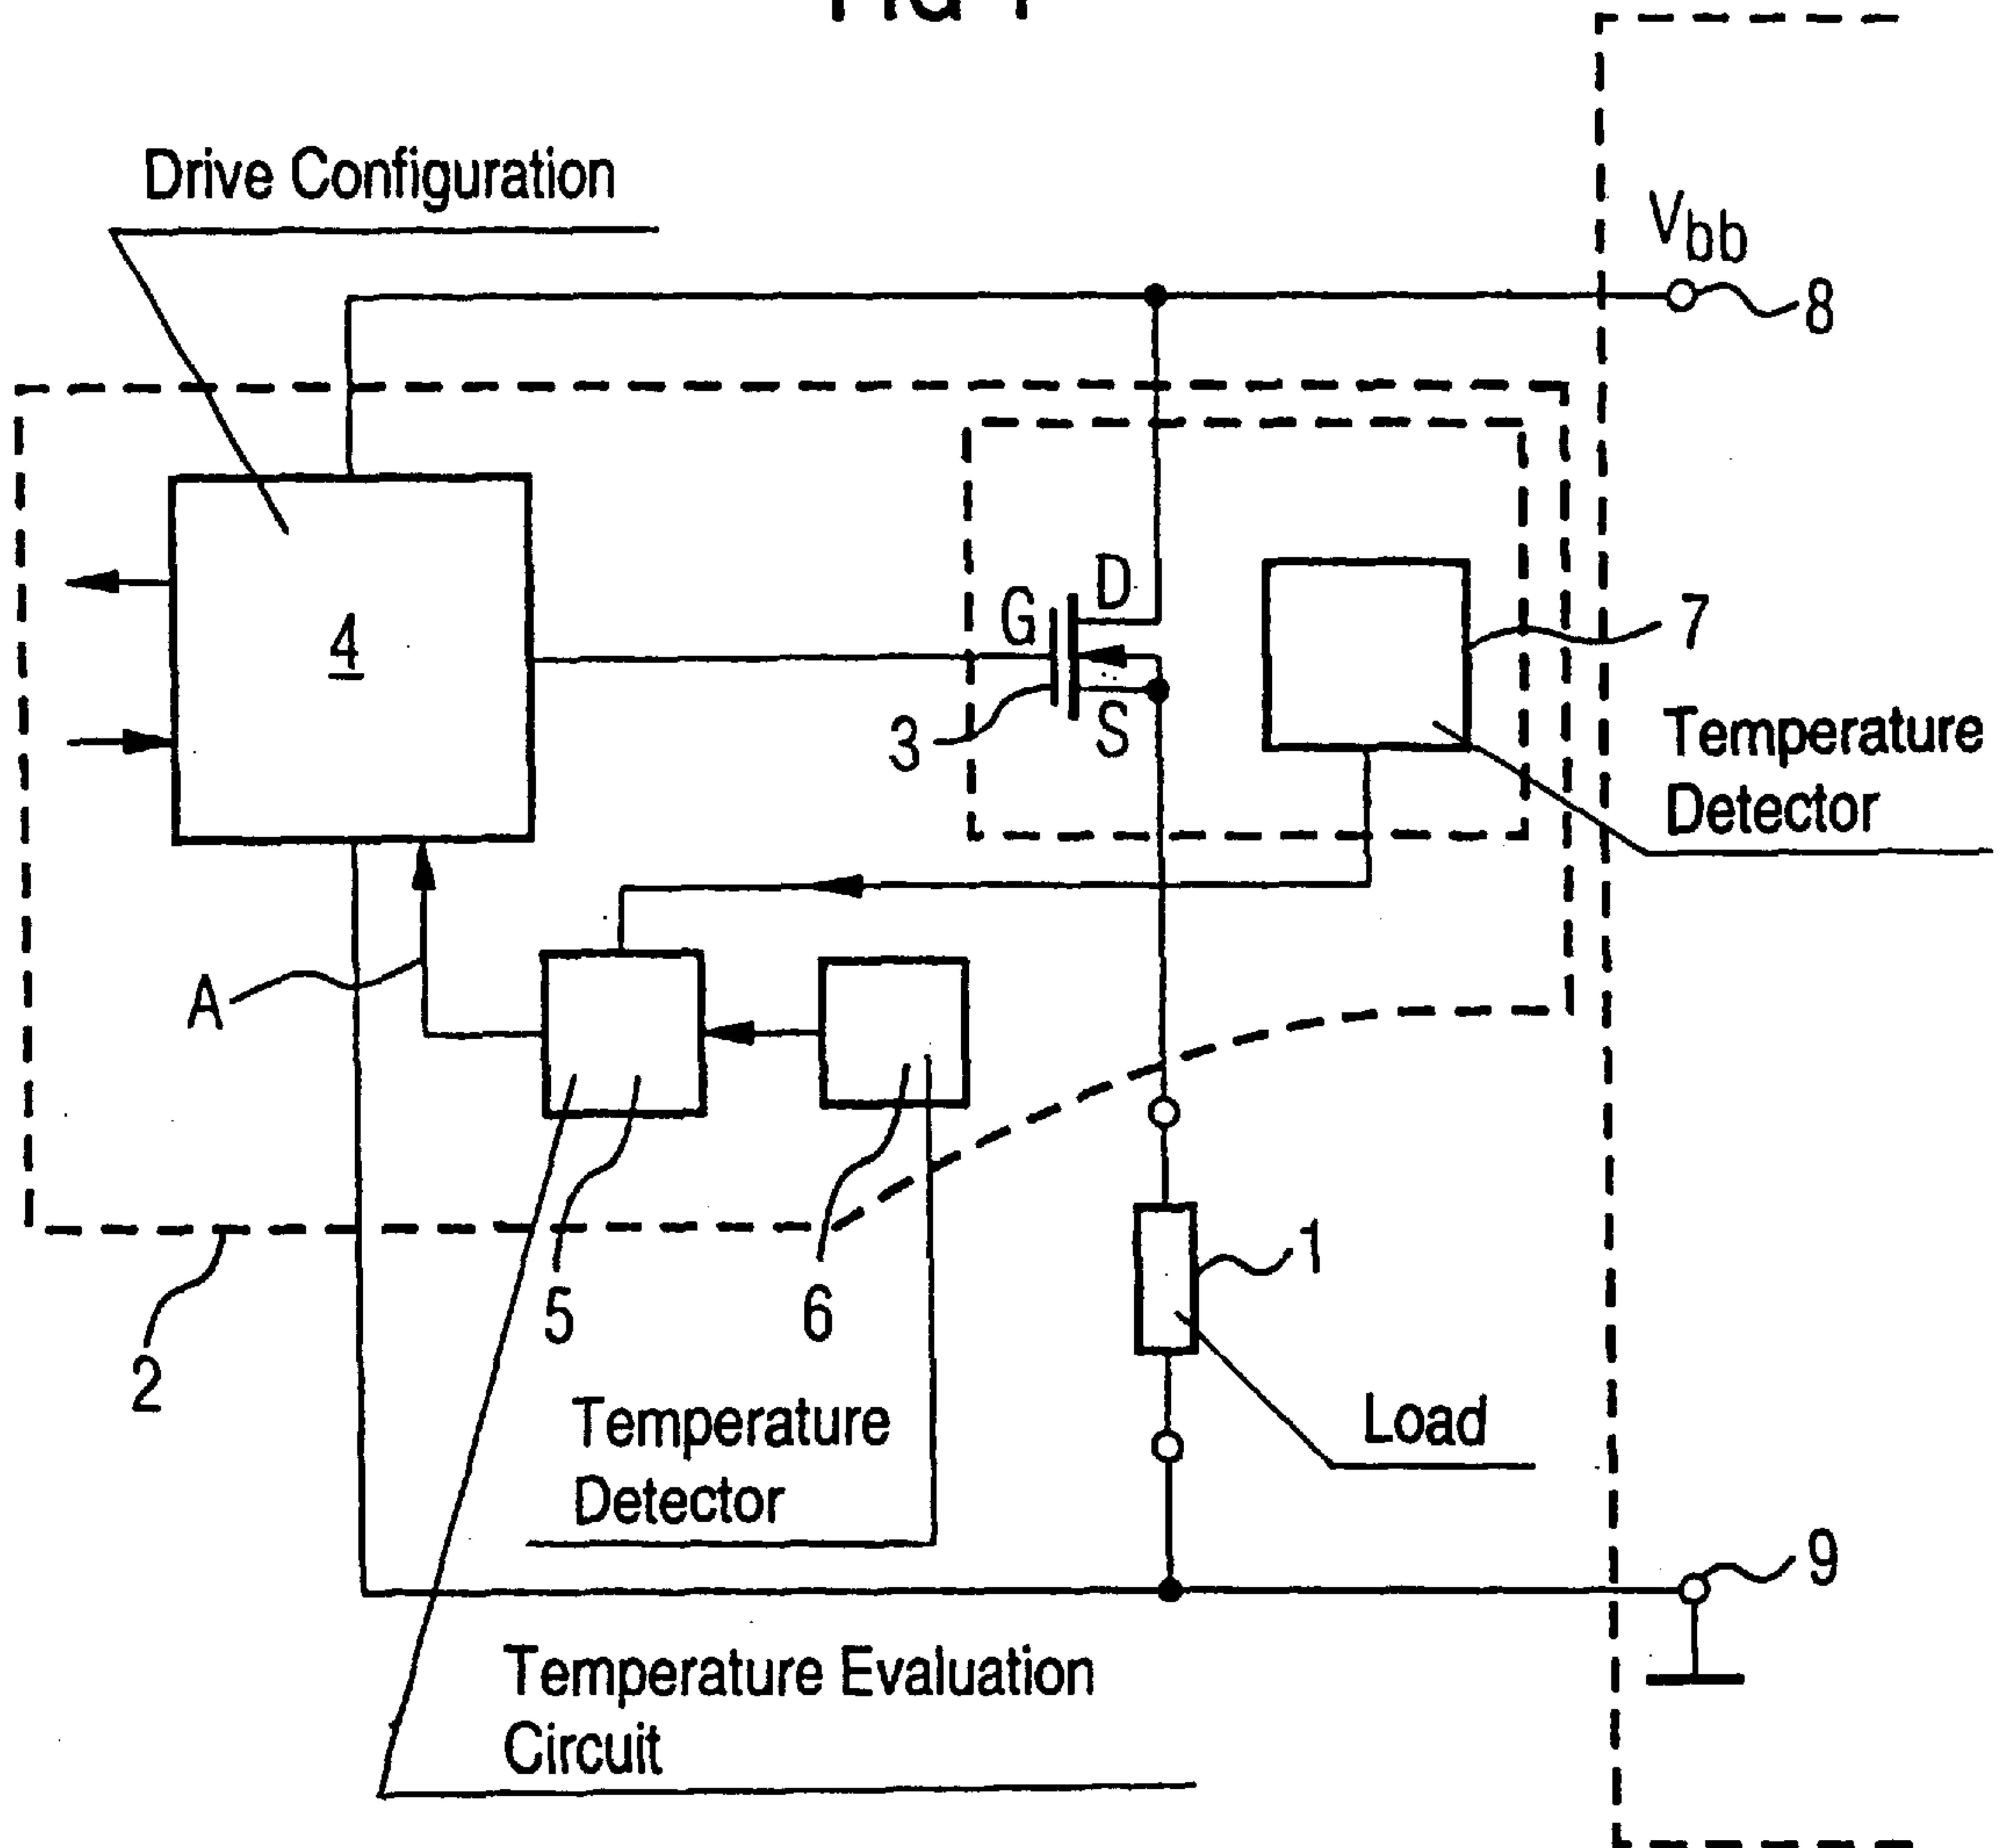 Drive Configuration
Vbb
8
4
G
D
7
3
S
Temperature
Detector
A
1
5
6
2
Temperature
Detector
Load
9
Temperature Evaluation
Circuit